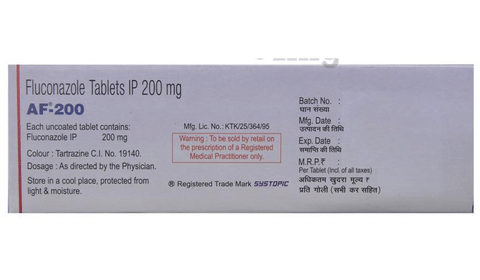 Fluconazole Tablets IP 200 mg
AF-200
Each uncoated tablet contains:
Fluconazole IP 200 mg
Colour : Tartrazine C.I. No. 19140.
Dosage : As directed by the Physician.
Store in a cool place, protected from
light & moisture.
Mfg. Lic. No.: KTK/25/364/95
Warning : To be sold by retail on
the prescription of a Registered
Medical Practitioner only.
® Registered Trade Mark SYSTOPIC
Batch No. :
घान संख्या
Mfg. Date :
उत्पादन की तिथि
Exp. Date :
समाप्ति की तिथि
M.R.P.₹ :
Per Tablet (Incl. of all taxes)
अधिकतम खुदरा मूल्य ₹
प्रति गोली (सभी कर सहित)